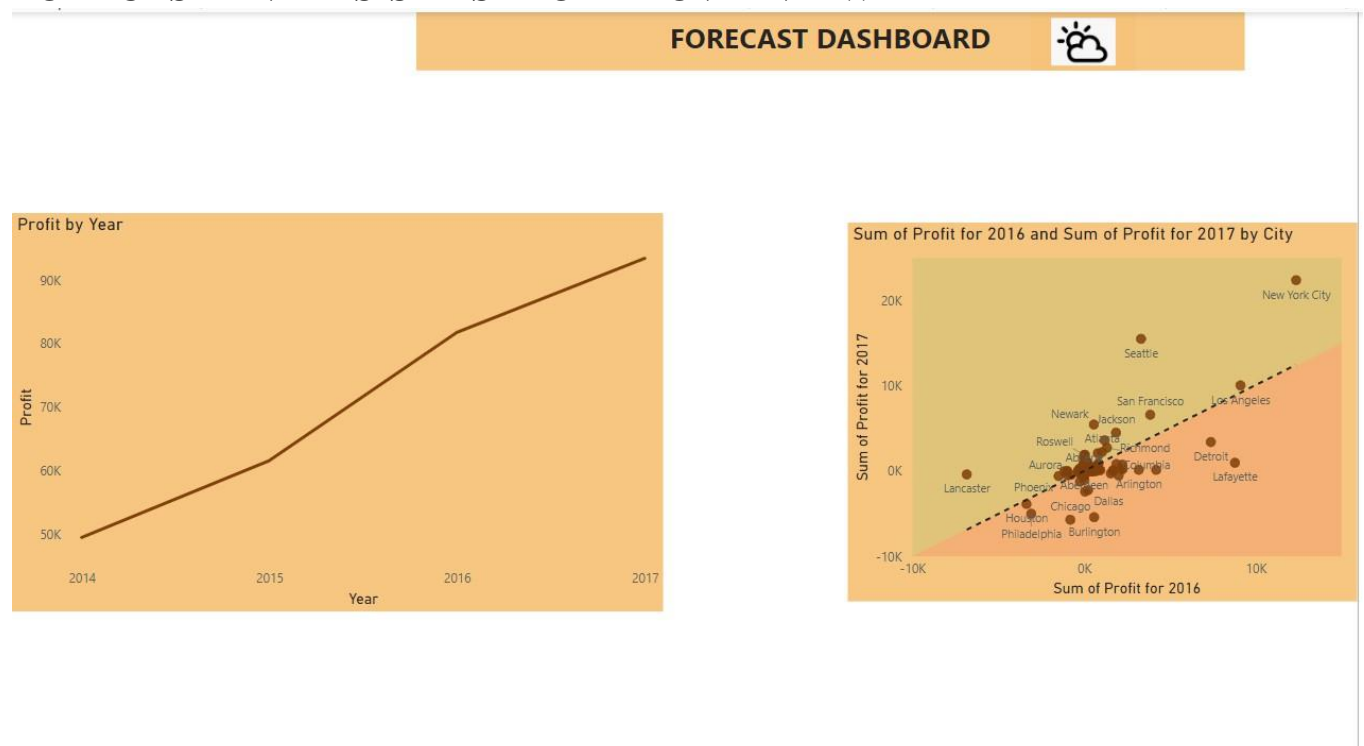 FORECAST DASHBOARD
Profit by Year
90K
80K
70K
60K
50K
Profit
2014 2015 2016 2017
Year
Sum of Profit for 2016 and Sum of Profit for 2017 by City
20K
10K
0K
-10K
Sum of Profit for 2017
New York City
Seattle
Los Angeles
San Francisco
Newark
Jackson
Roswell
Atlanta
Richmond
Aurora
Columbia
Detroit
Lafayette
Lancaster
Phoenix
Aberdeen
Arlington
Chicago
Dallas
Houston
Philadelphia
Burlington
-10K 0K 10K
Sum of Profit for 2016